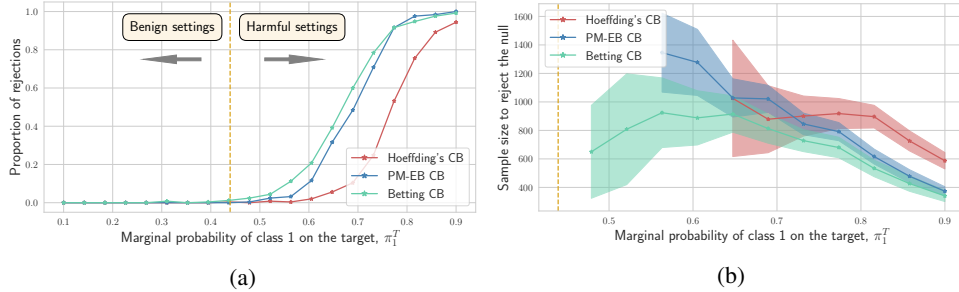 Benign settings
Harmful settings
Proportion of rejections
1.0
0.8
0.6
0.4
0.2
0.0
Hoeffding's CB
PM-EB CB
Betting CB
0.1 0.2 0.3 0.4 0.5 0.6 0.7 0.8 0.9
Marginal probability of class 1 on the target, π₁ᵀ
(a)
Sample size to reject the null
1600
1400
1200
1000
800
600
400
Hoeffding's CB
PM-EB CB
Betting CB
0.5 0.6 0.7 0.8 0.9
Marginal probability of class 1 on the target, π₁ᵀ
(b)